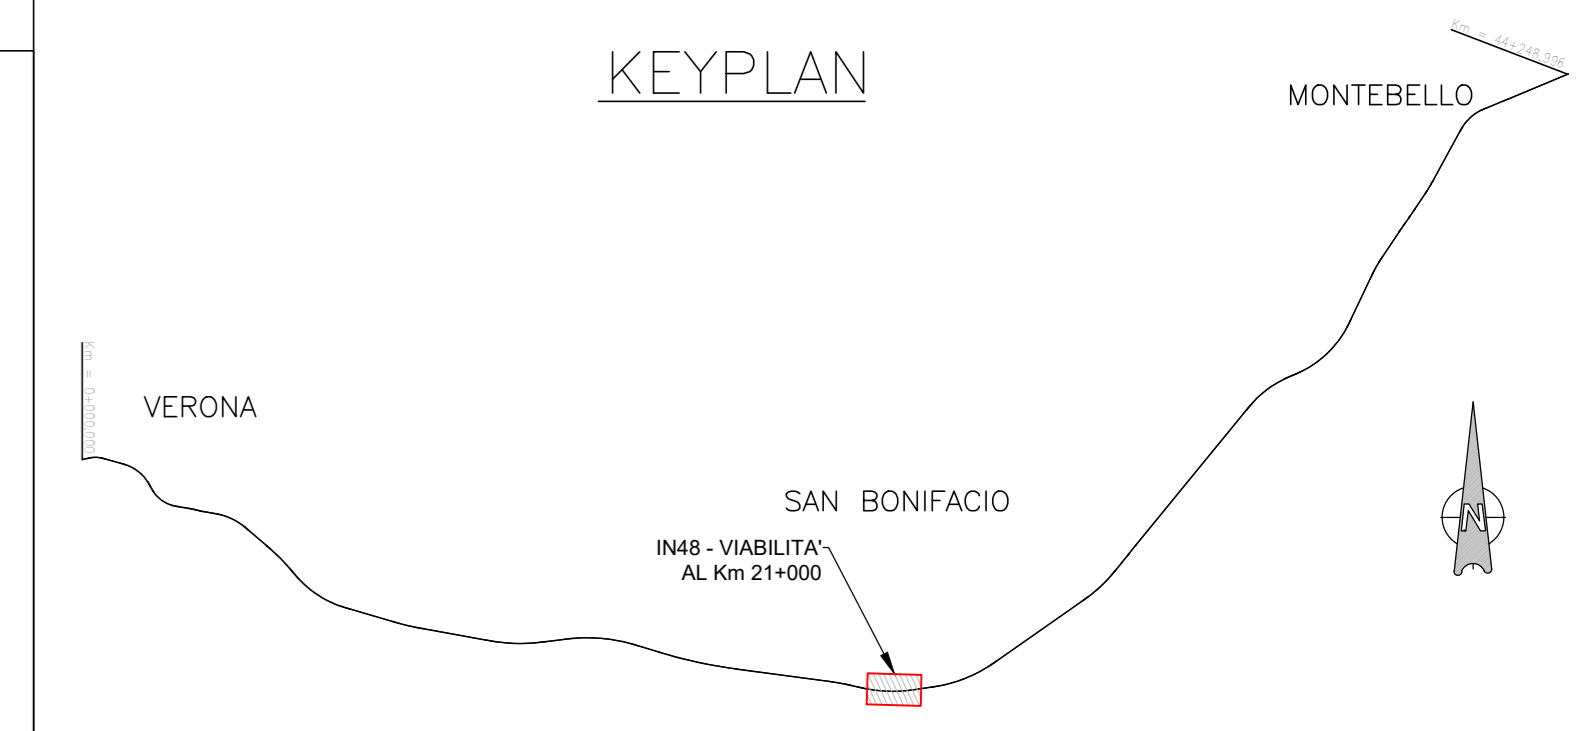 KEYPLAN
Km = 44+248,996
MONTEBELLO
Km = 0+000,000
VERONA
SAN BONIFACIO
IN48 - VIABILITA'
AL Km 21+000
N